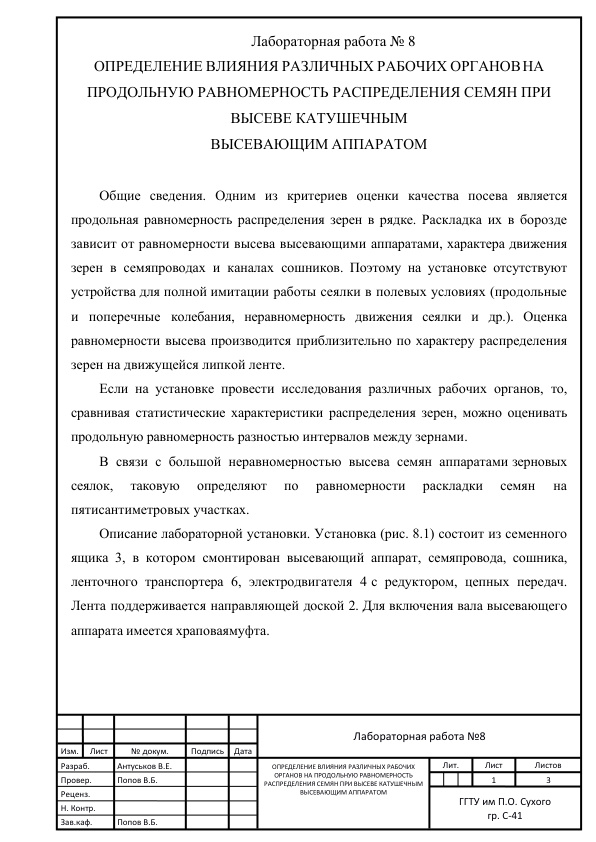 Лабораторная работа № 8
ОПРЕДЕЛЕНИЕ ВЛИЯНИЯ РАЗЛИЧНЫХ РАБОЧИХ ОРГАНОВ НА
ПРОДОЛЬНУЮ РАВНОМЕРНОСТЬ РАСПРЕДЕЛЕНИЯ СЕМЯН ПРИ
ВЫСЕВЕ КАТУШЕЧНЫМ
ВЫСЕВАЮЩИМ АППАРАТОМ
Общие сведения. Одним из критериев оценки качества посева является
продольная равномерность распределения зерен в рядке. Раскладка их в борозде
зависит от равномерности высева высевающими аппаратами, характера движения
зерен в семяпроводах и каналах сошников. Поэтому на установке отсутствуют
устройства для полной имитации работы сеялки в полевых условиях (продольные
и поперечные колебания, неравномерность движения сеялки и др.). Оценка
равномерности высева производится приблизительно по характеру распределения
зерен на движущейся липкой ленте.
Если на установке провести исследования различных рабочих органов, то,
сравнивая статистические характеристики распределения зерен, можно оценивать
продольную равномерность разностью интервалов между зернами.
В связи с большой неравномерностью высева семян аппаратами зерновых
сеялок, таковую определяют по равномерности раскладки семян на
пятисантиметровых участках.
Описание лабораторной установки. Установка (рис. 8.1) состоит из семенного
ящика 3, в котором смонтирован высевающий аппарат, семяпровода, сошника,
ленточного транспортера 6, электродвигателя 4 с редуктором, цепных передач.
Лента поддерживается направляющей доской 2. Для включения вала высевающего
аппарата имеется храповаямуфта.
Лабораторная работа №8
Изм. Лист № докум. Подпись Дата
Разраб. Антуськов В.Е.
Провер. Попов В.Б.
Реценз.
Н. Контр.
Зав.каф. Попов В.Б.
ОПРЕДЕЛЕНИЕ ВЛИЯНИЯ РАЗЛИЧНЫХ РАБОЧИХ
ОРГАНОВ НА ПРОДОЛЬНУЮ РАВНОМЕРНОСТЬ
РАСПРЕДЕЛЕНИЯ СЕМЯН ПРИ ВЫСЕВЕ КАТУШЕЧНЫМ
ВЫСЕВАЮЩИМ АППАРАТОМ
Лит. Лист Листов
1 3
ГГТУ им П.О. Сухого
гр. С-41